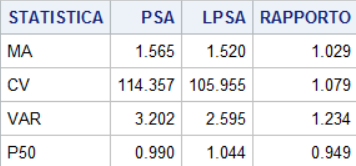 STATISTICA PSA LPSA RAPPORTO
MA 1.565 1.520 1.029
CV 114.357 105.955 1.079
VAR 3.202 2.595 1.234
P50 0.990 1.044 0.949